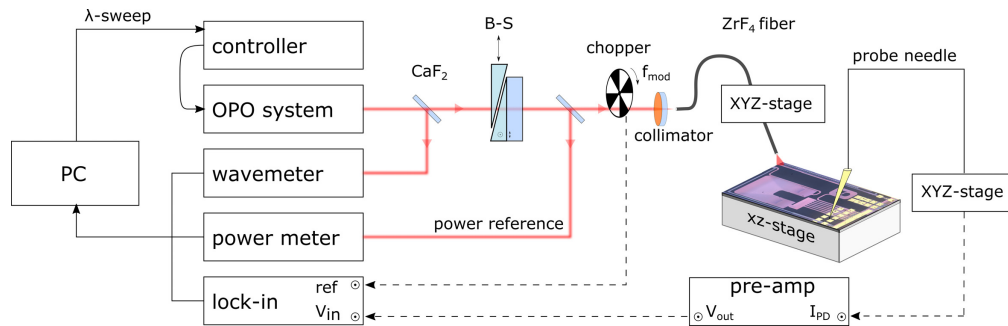 λ-sweep
controller
OPO system
wavemeter
power meter
lock-in
ref
Vin
PC
CaF2
B-S
chopper
fmod
collimator
ZrF4 fiber
XYZ-stage
probe needle
XYZ-stage
xz-stage
power reference
pre-amp
Vout
IPD